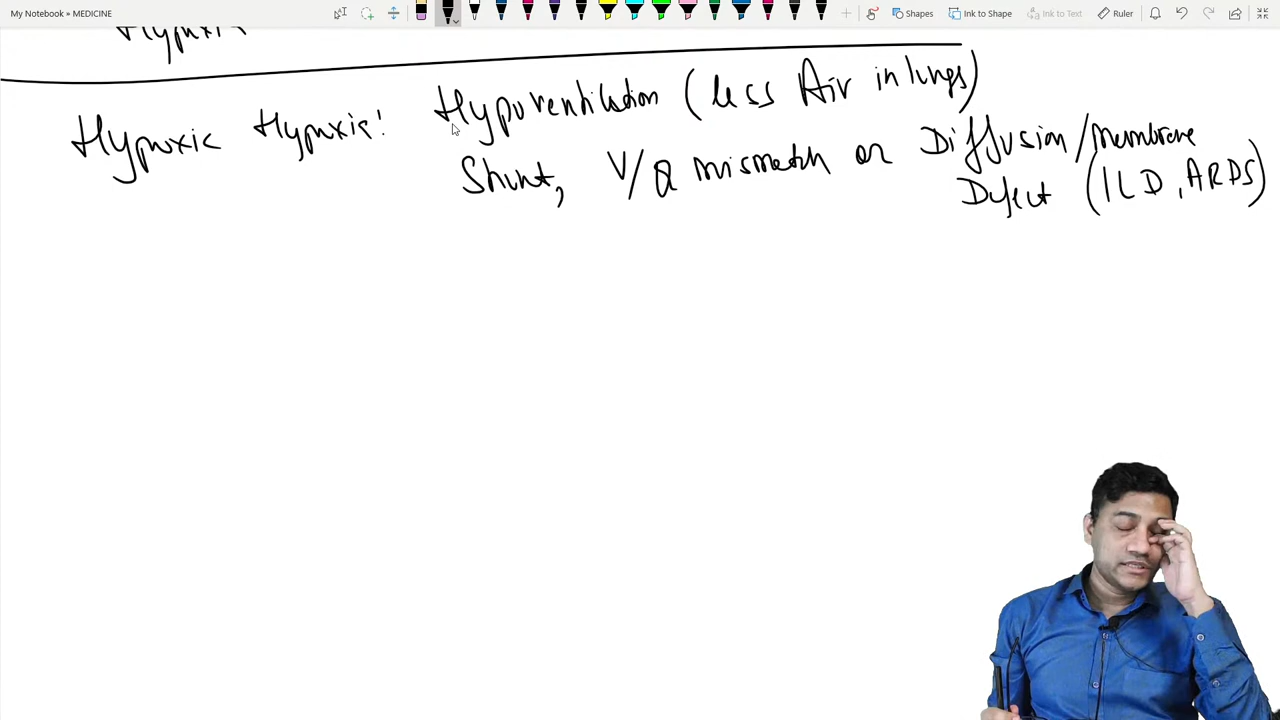 My Notebook » MEDICINE
Shapes Ink to Shape Ink to Text Ruler
Hypoxia
Hypoxic Hypoxia: Hypoventilation (less Air in lungs)
Shunt, V/Q mismatch or Diffusion/membrane
Defect (ILD, ARDS)